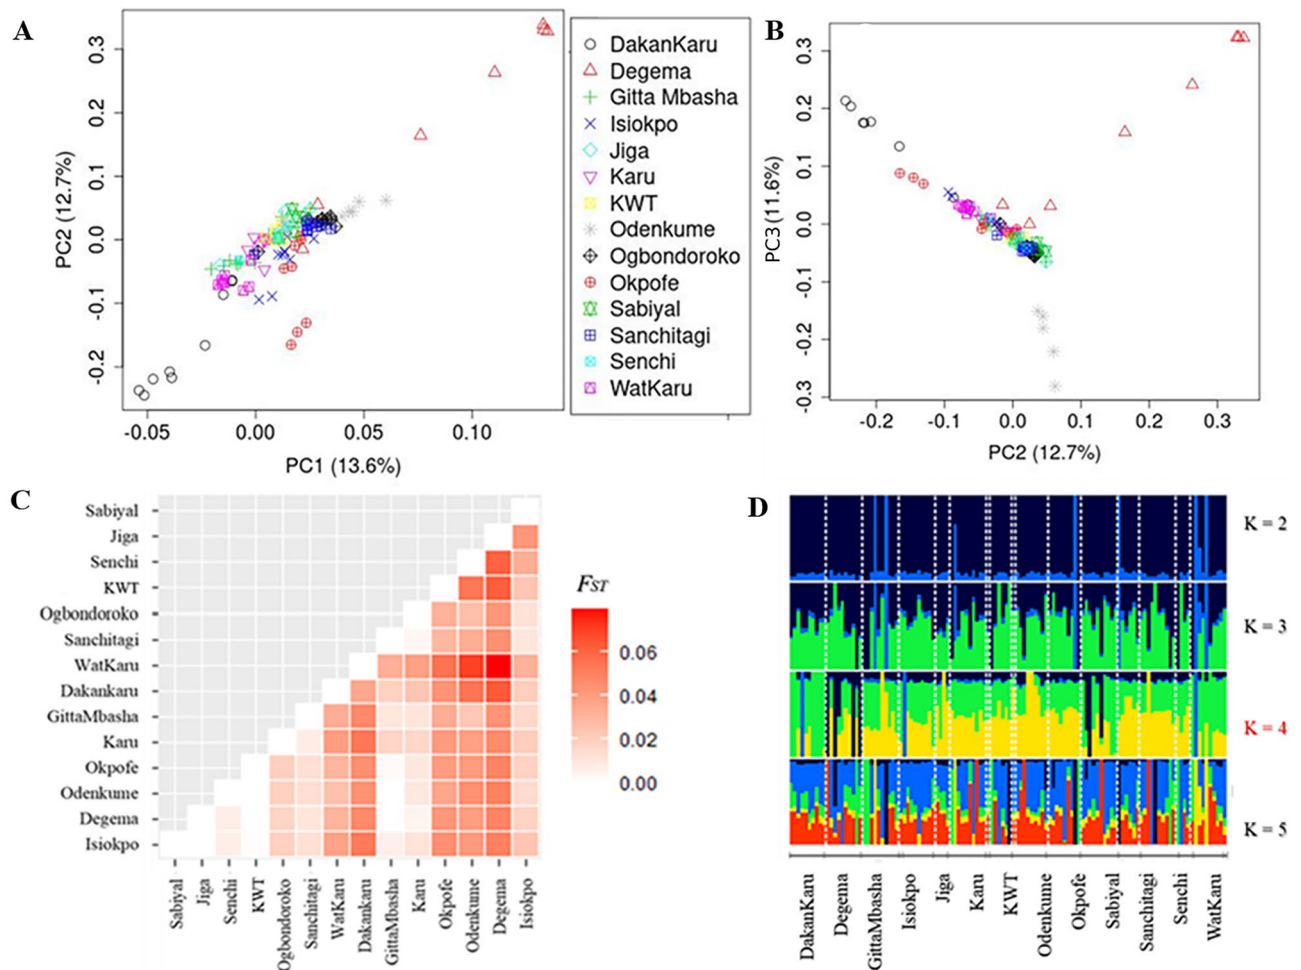 A
PC2 (12.7%)
0.3
0.2
0.1
0.0
-0.1
-0.2
-0.05
0.00
0.05
0.10
PC1 (13.6%)
DakanKaru
Degema
Gitta Mbasha
Isiokpo
Jiga
Karu
KWT
Odenkume
Ogbondoroko
Okpofe
Sabiyal
Sanchitagi
Senchi
WatKaru
B
PC3 (11.6%)
0.3
0.2
0.1
0.0
-0.1
-0.2
-0.3
-0.2
-0.1
0.0
0.1
0.2
0.3
PC2 (12.7%)
C
Sabiyal
Jiga
Senchi
KWT
Ogbondoroko
Sanchitagi
WatKaru
Dakankaru
GittaMbasha
Karu
Okpofe
Odenkume
Degema
Isiokpo
Sabiyal
Jiga
Senchi
KWT
Ogbondoroko
Sanchitagi
WatKaru
Dakankaru
GittaMbasha
Karu
Okpofe
Odenkume
Degema
Isiokpo
FST
0.06
0.04
0.02
0.00
D
K = 2
K = 3
K = 4
K = 5
DakanKaru
Degema
GittaMbasha
Isiokpo
Jiga
Karu
KWT
Odenkume
Okpofe
Sabiyal
Sanchitagi
Senchi
WatKaru